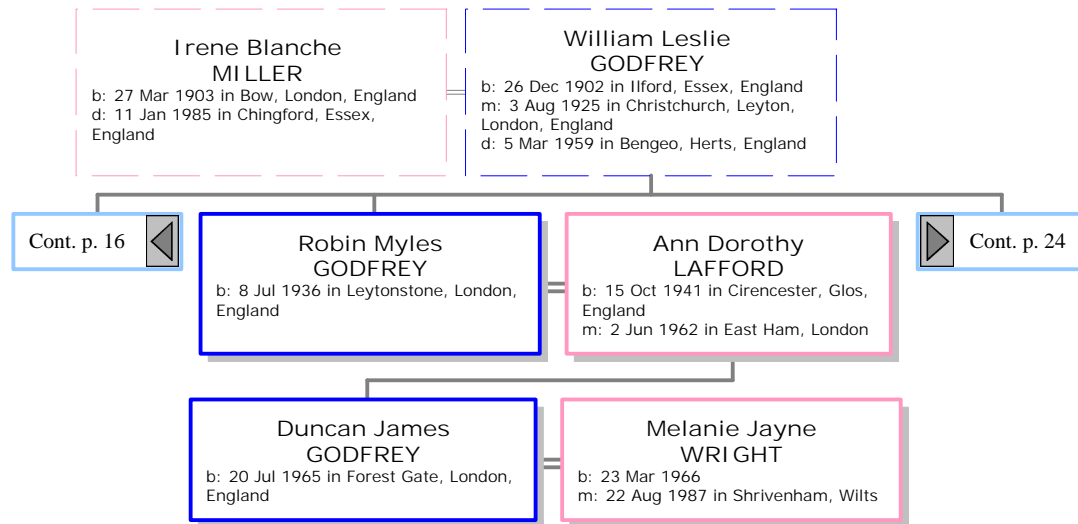 Irene Blanche
MILLER
b: 27 Mar 1903 in Bow, London, England
d: 11 Jan 1985 in Chingford, Essex,
England
William Leslie
GODFREY
b: 26 Dec 1902 in Ilford, Essex, England
m: 3 Aug 1925 in Christchurch, Leyton,
London, England
d: 5 Mar 1959 in Bengeo, Herts, England
Cont. p. 16
Robin Myles
GODFREY
b: 8 Jul 1936 in Leytonstone, London,
England
Ann Dorothy
LAFFORD
b: 15 Oct 1941 in Cirencester, Glos,
England
m: 2 Jun 1962 in East Ham, London
Cont. p. 24
Duncan James
GODFREY
b: 20 Jul 1965 in Forest Gate, London,
England
Melanie Jayne
WRIGHT
b: 23 Mar 1966
m: 22 Aug 1987 in Shrivenham, Wilts